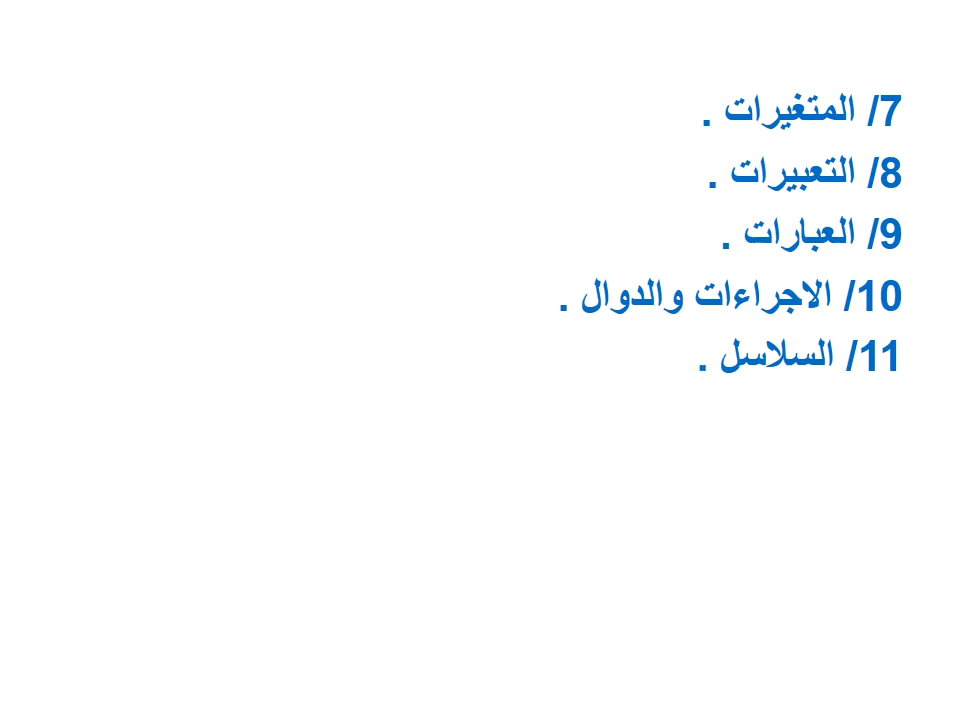 7/ المتغيرات .
8/ التعبيرات .
9/ العبارات .
10/ الاجراءات والدوال .
11/ السلاسل .